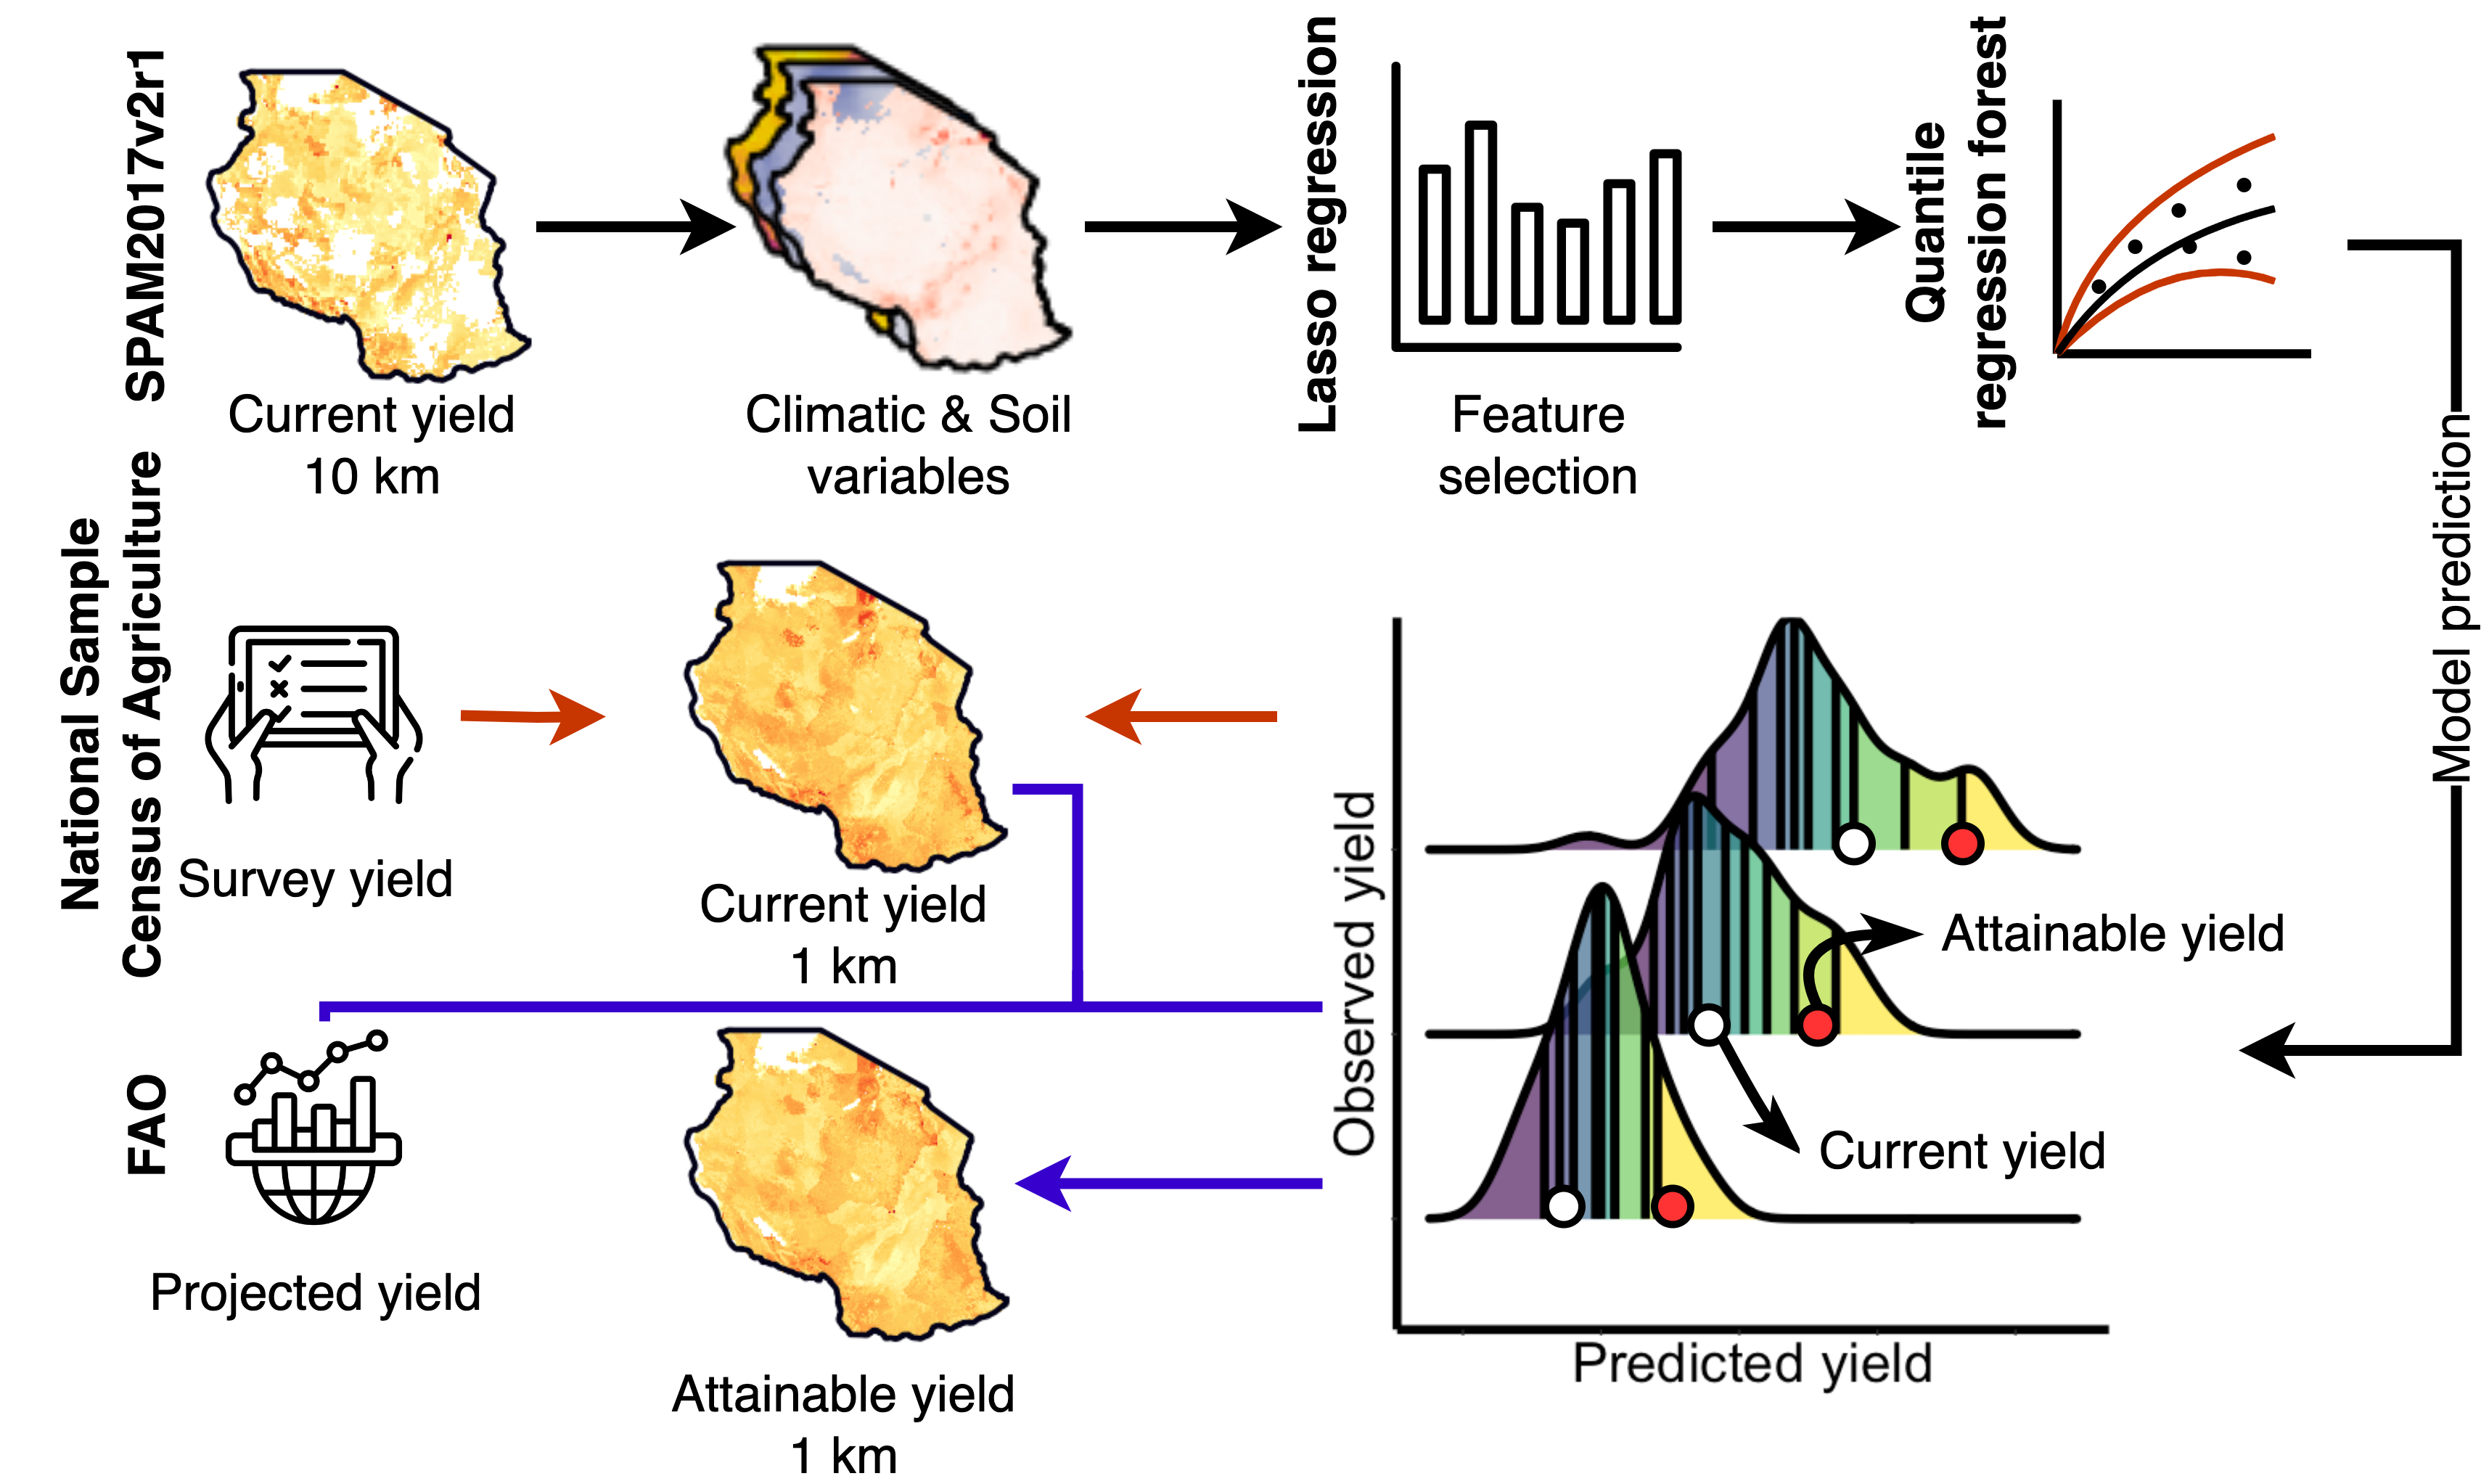 SPAM2017v2r1
Current yield
10 km
Climatic & Soil
variables
Lasso regression
Feature
selection
Quantile
regression forest
Model prediction
National Sample
Census of Agriculture
Survey yield
Current yield
1 km
Observed yield
Attainable yield
Current yield
Predicted yield
FAO
Projected yield
Attainable yield
1 km